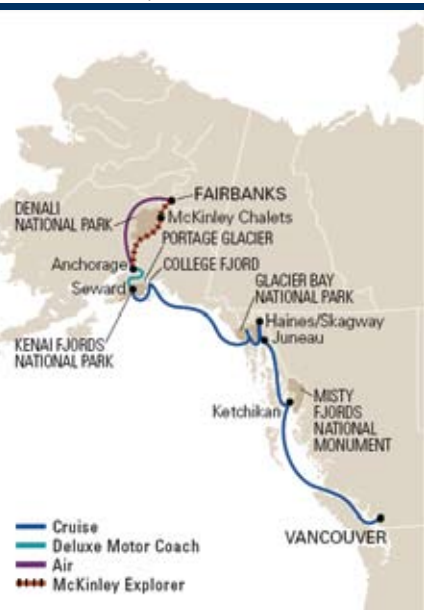 FAIRBANKS
DENALI
NATIONAL PARK
McKinley Chalets
PORTAGE GLACIER
Anchorage
COLLEGE FJORD
Seward
GLACIER BAY
NATIONAL PARK
Haines/Skagway
Juneau
KENAI FJORDS
NATIONAL PARK
Ketchikan
MISTY
FJORDS
NATIONAL
MONUMENT
VANCOUVER
Cruise
Deluxe Motor Coach
Air
McKinley Explorer